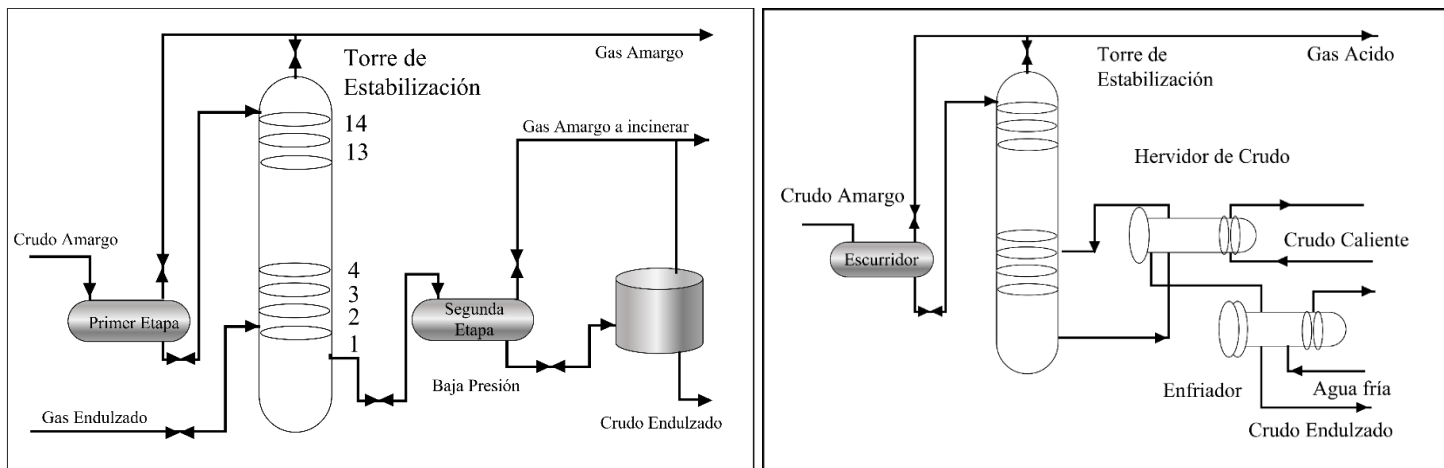 Gas Amargo
Torre de
Estabilización
14
13
Gas Amargo a incinerar
Crudo Amargo
4
3
2
1
Primer Etapa
Segunda
Etapa
Baja Presión
Gas Endulzado
Crudo Endulzado
Gas Acido
Torre de
Estabilización
Hervidor de Crudo
Crudo Amargo
Escurridor
Crudo Caliente
Enfriador
Agua fría
Crudo Endulzado